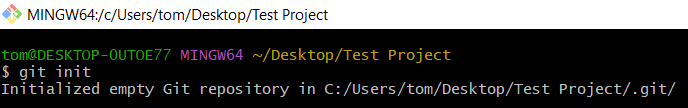 MINGW64:/c/Users/tom/Desktop/Test Project
tom@DESKTOP-OUTOE77 MINGW64 ~/Desktop/Test Project
$ git init
Initialized empty Git repository in C:/Users/tom/Desktop/Test Project/.git/